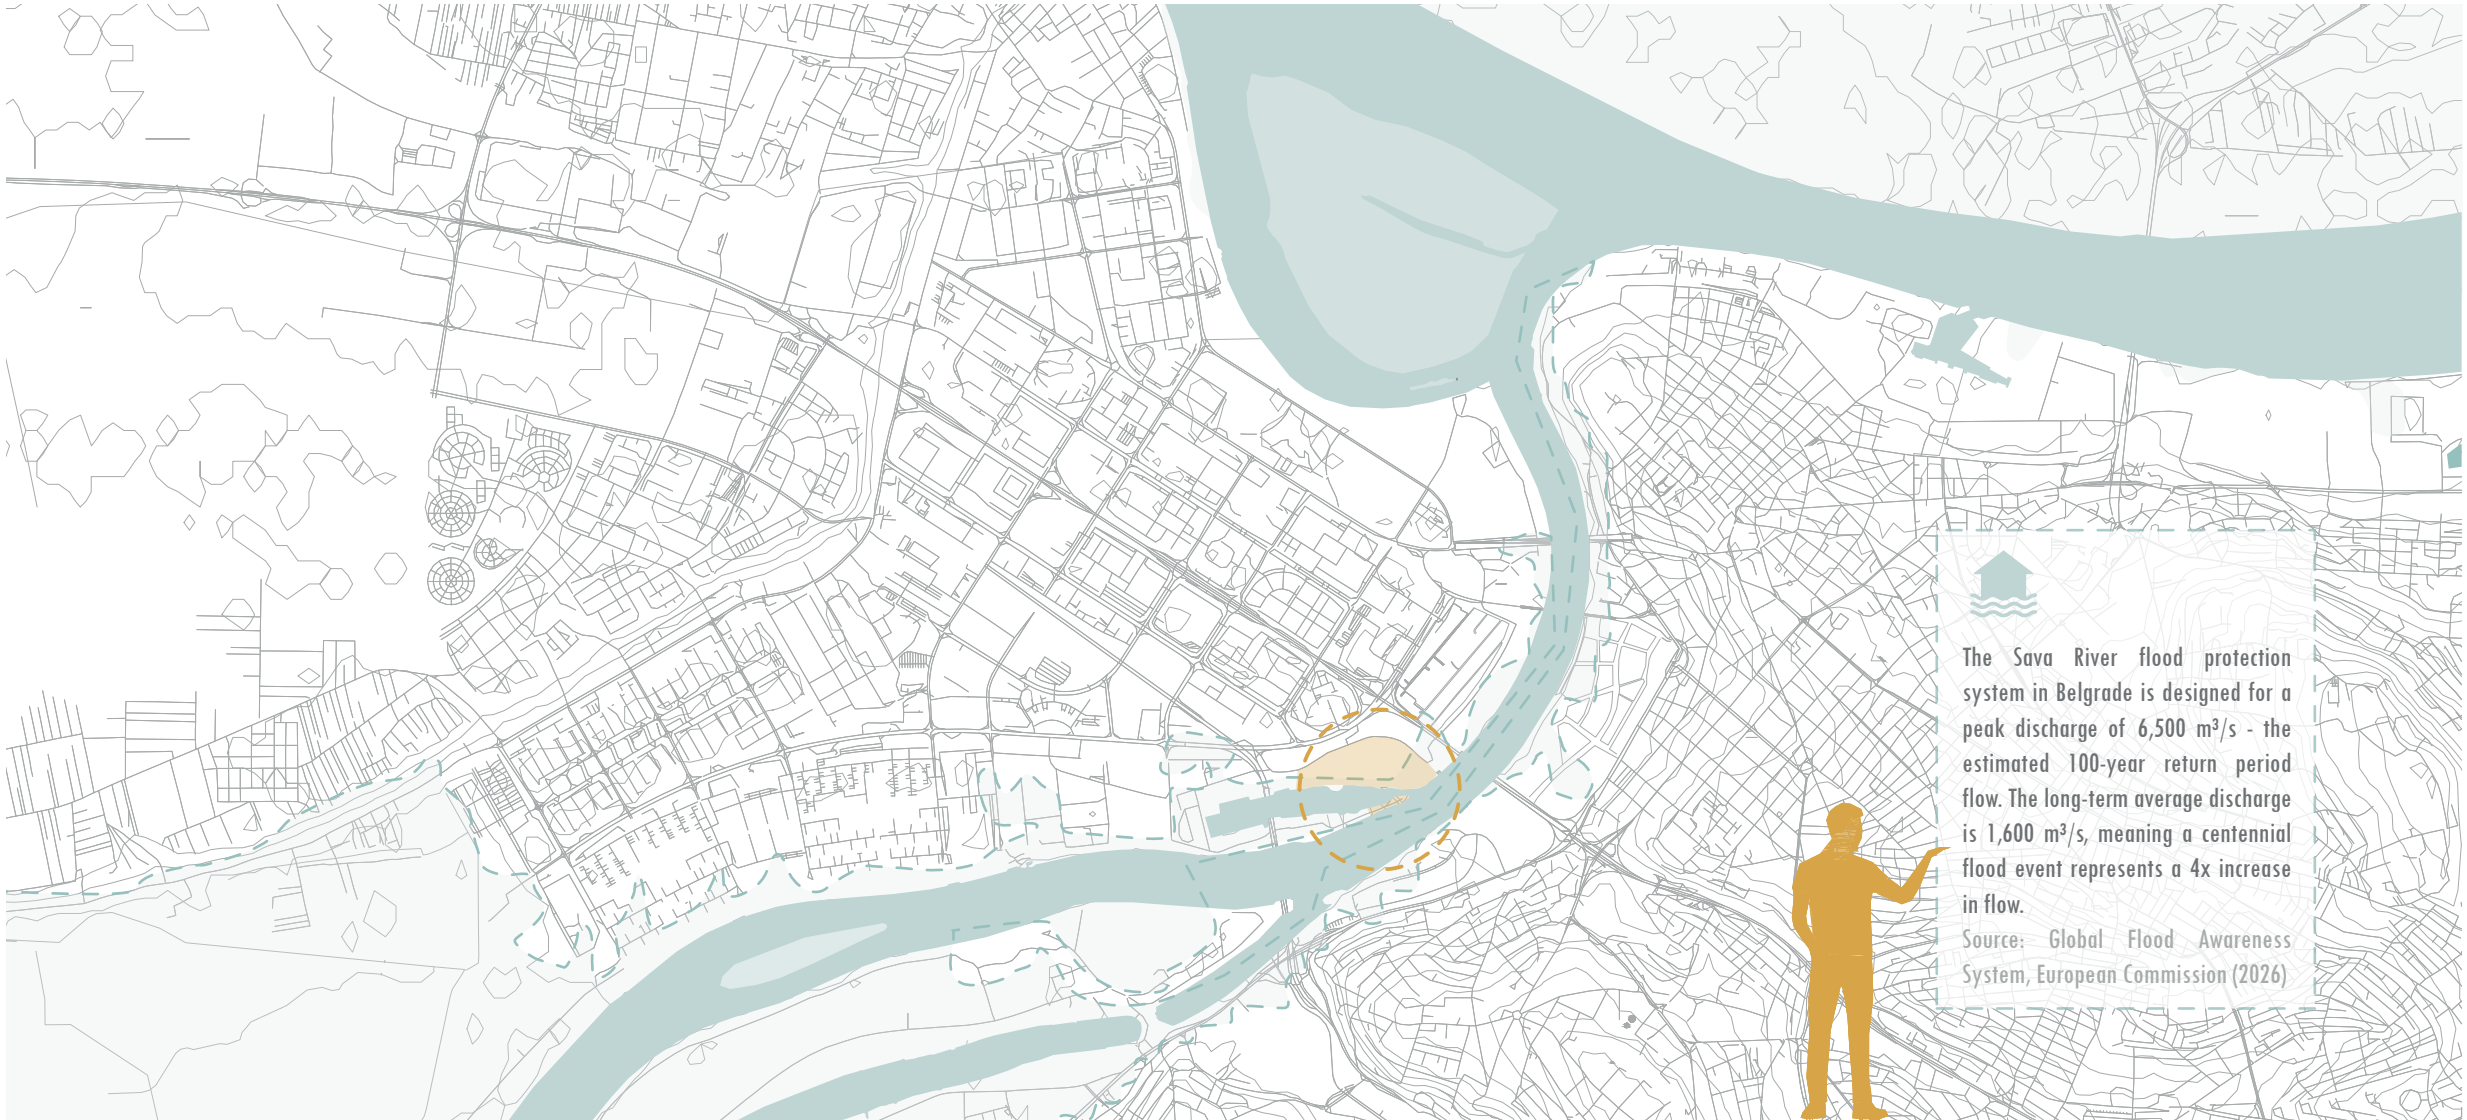 The Sava River flood protection
system in Belgrade is designed for a
peak discharge of 6,500 m³/s - the
estimated 100-year return period
flow. The long-term average discharge
is 1,600 m³/s, meaning a centennial
flood event represents a 4x increase
in flow.
Source: Global Flood Awareness
System, European Commission (2026)